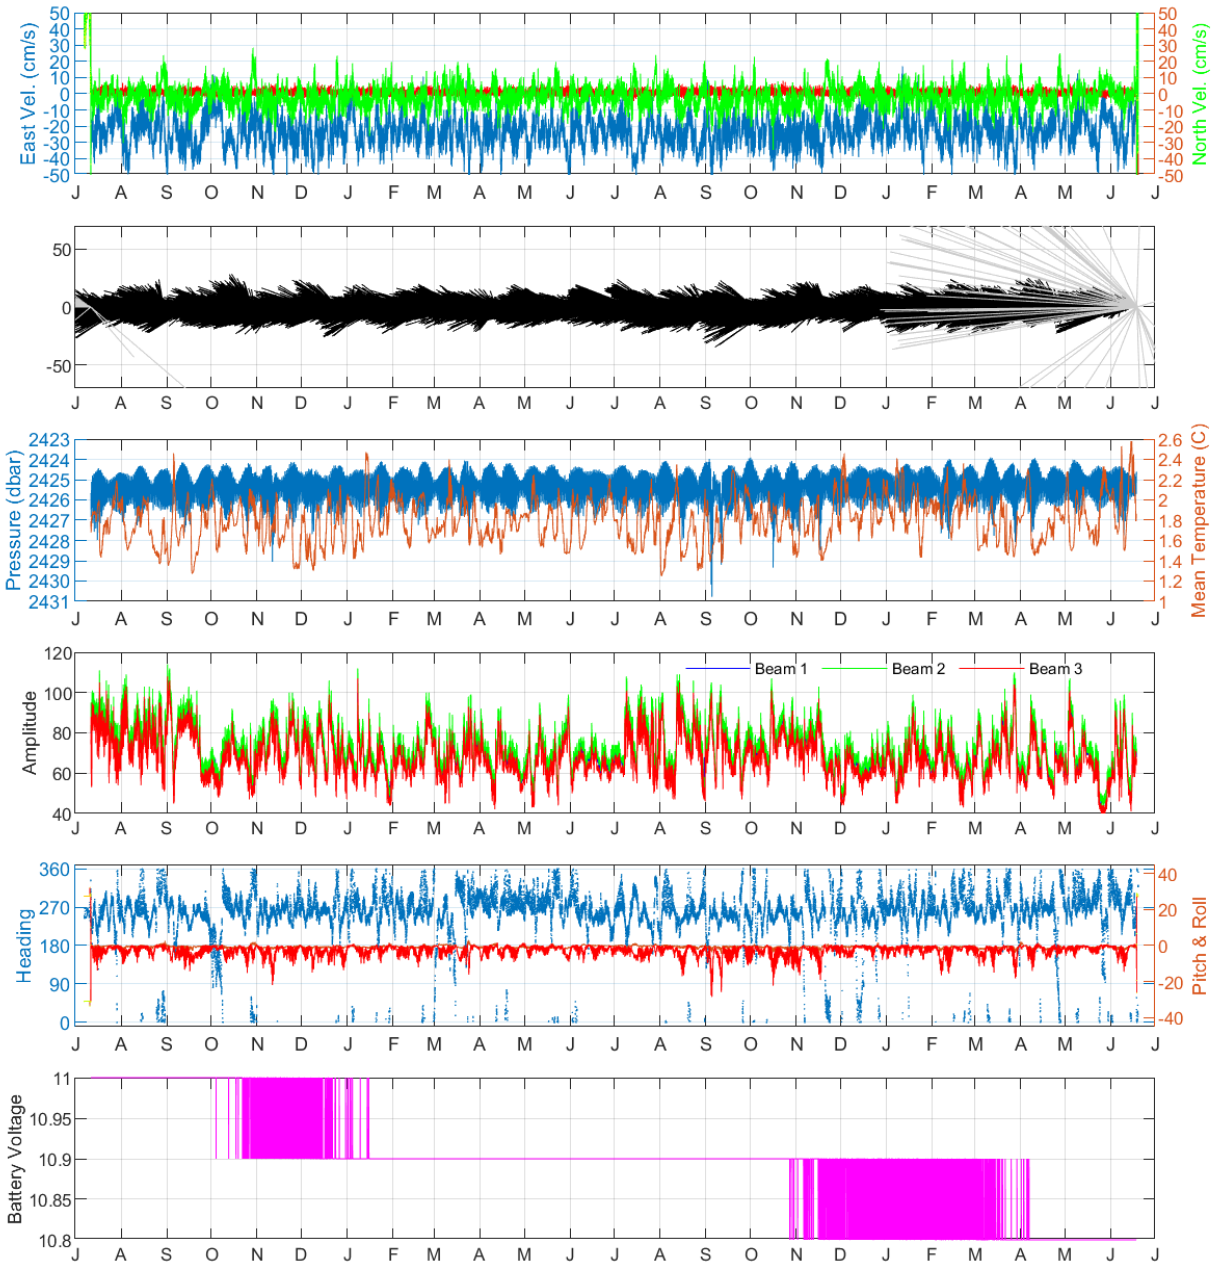 50 40 30 20 10 0 -10 -20 -30 -40 -50
East Vel. (cm/s)
50 40 30 20 10 0 -10 -20 -30 -40 -50
North Vel. (cm/s)
J A S O N D J F M A M J J A S O N D J F M A M J J
50 0 -50
J A S O N D J F M A M J J A S O N D J F M A M J J
2423 2424 2425 2426 2427 2428 2429 2430 2431
Pressure (dbar)
2.6 2.4 2.2 2 1.8 1.6 1.4 1.2 1
Mean Temperature (C)
J A S O N D J F M A M J J A S O N D J F M A M J J
120 100 80 60 40
Amplitude
Beam 1 Beam 2 Beam 3
J A S O N D J F M A M J J A S O N D J F M A M J J
360 270 180 90 0
Heading
40 20 0 -20 -40
Pitch & Roll
J A S O N D J F M A M J J A S O N D J F M A M J J
11 10.95 10.9 10.85 10.8
Battery Voltage
J A S O N D J F M A M J J A S O N D J F M A M J J